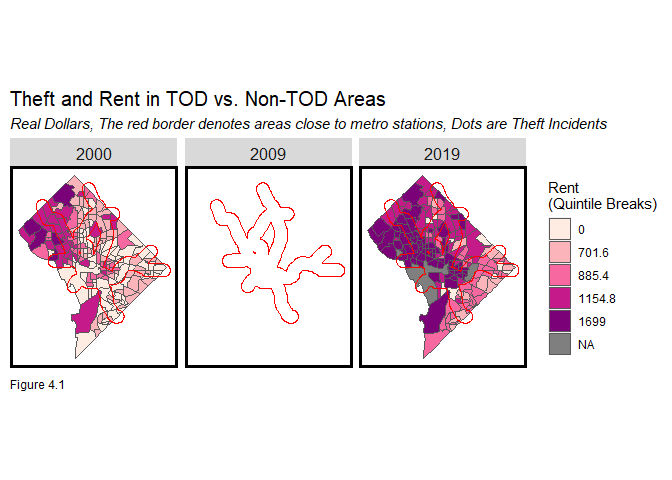 Theft and Rent in TOD vs. Non-TOD Areas
Real Dollars, The red border denotes areas close to metro stations, Dots are Theft Incidents
2000
2009
2019
Rent
(Quintile Breaks)
0
701.6
885.4
1154.8
1699
NA
Figure 4.1